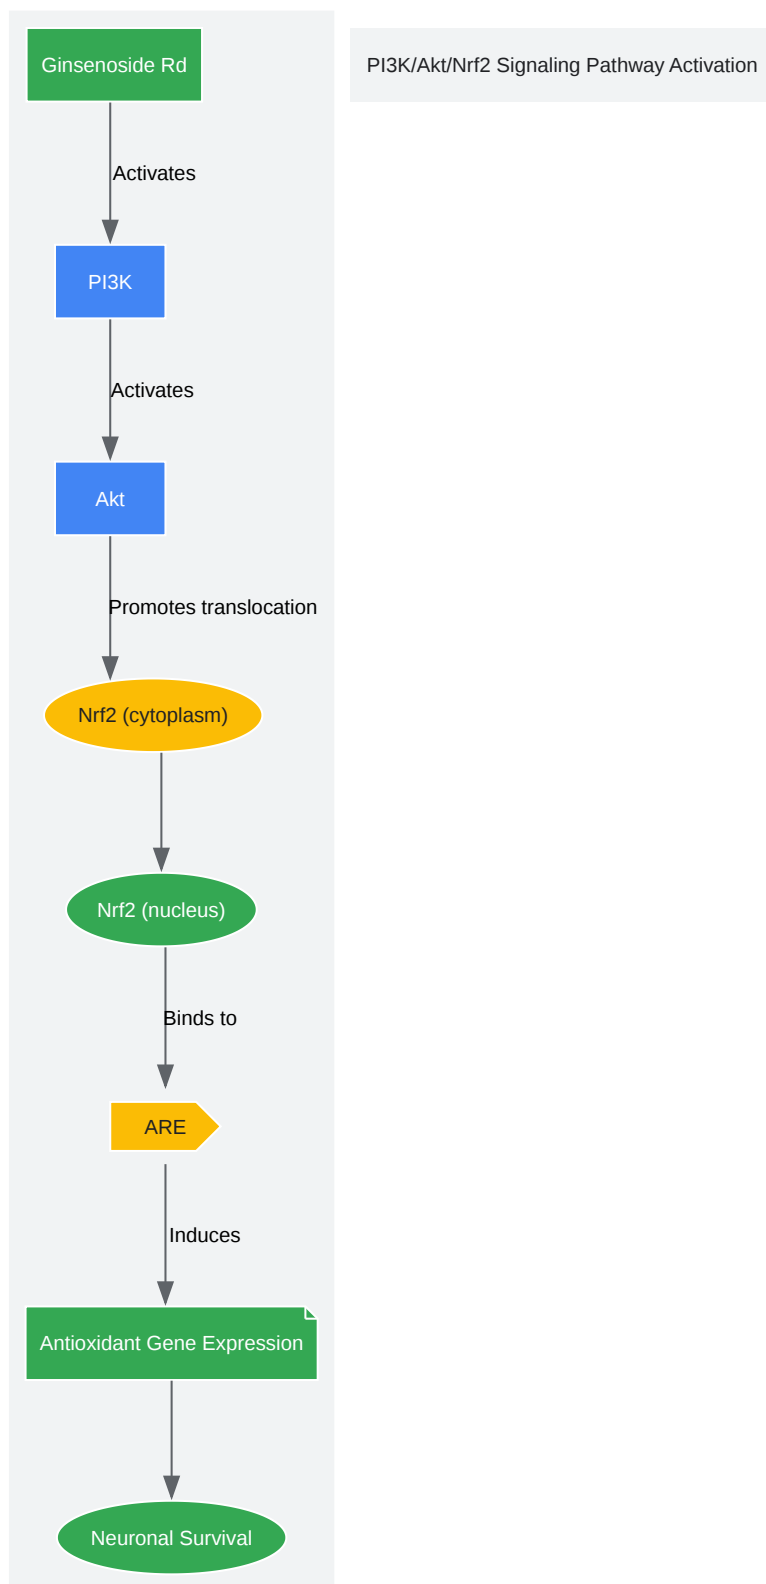 Ginsenoside Rd
PI3K/Akt/Nrf2 Signaling Pathway Activation
Activates
PI3K
Activates
Akt
Promotes translocation
Nrf2 (cytoplasm)
Nrf2 (nucleus)
Binds to
ARE
Induces
Antioxidant Gene Expression
Neuronal Survival